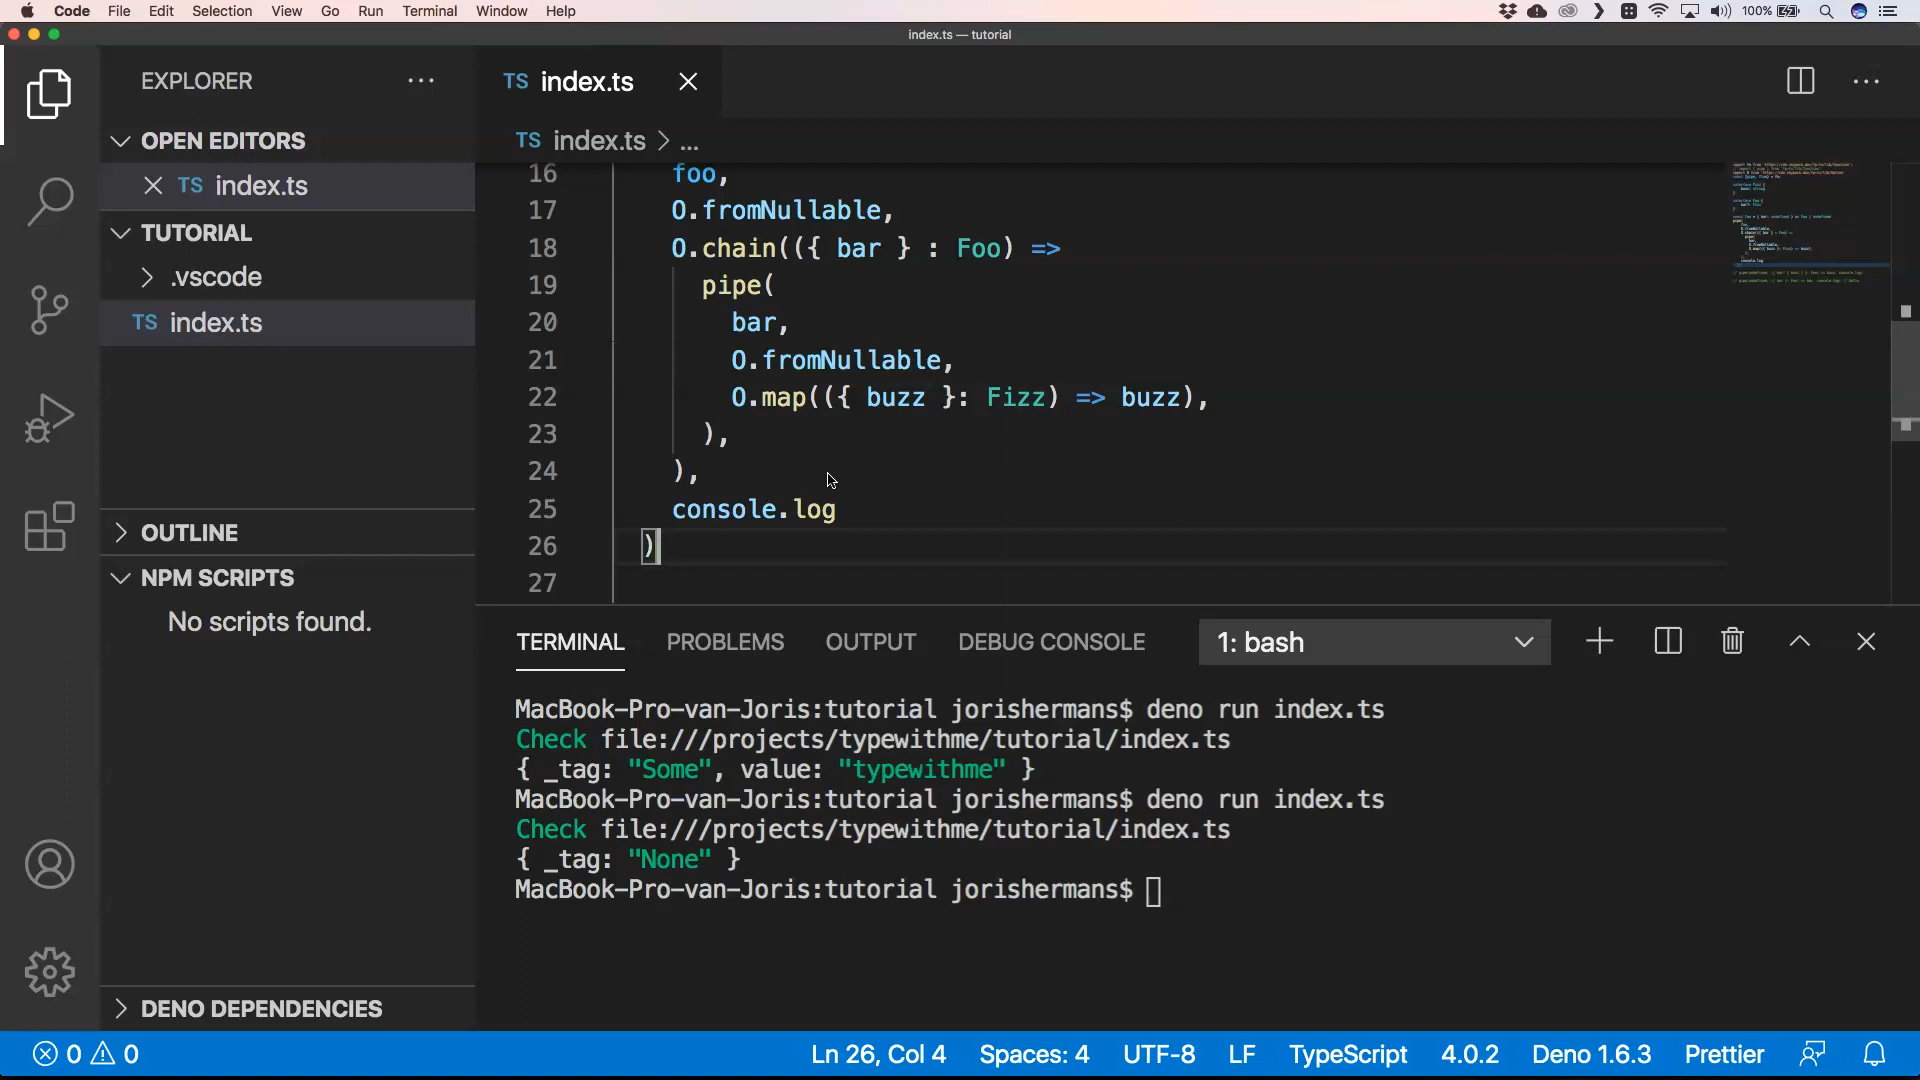 Code File Edit Selection View Go Run Terminal Window Help
100%
index.ts — tutorial
EXPLORER
OPEN EDITORS
TS index.ts
TUTORIAL
.vscode
TS index.ts
OUTLINE
NPM SCRIPTS
No scripts found.
DENO DEPENDENCIES
TS index.ts
TS index.ts > ...
16 foo,
17 O.fromNullable,
18 O.chain(({ bar } : Foo) =>
19 pipe(
20 bar,
21 O.fromNullable,
22 O.map(({ buzz }: Fizz) => buzz),
23 ),
24 ),
25 console.log
26 )
27
TERMINAL PROBLEMS OUTPUT DEBUG CONSOLE 1: bash
MacBook-Pro-van-Joris:tutorial jorishermans$ deno run index.ts
Check file:///projects/typewithme/tutorial/index.ts
{ _tag: "Some", value: "typewithme" }
MacBook-Pro-van-Joris:tutorial jorishermans$ deno run index.ts
Check file:///projects/typewithme/tutorial/index.ts
{ _tag: "None" }
MacBook-Pro-van-Joris:tutorial jorishermans$
0 0 Ln 26, Col 4 Spaces: 4 UTF-8 LF TypeScript 4.0.2 Deno 1.6.3 Prettier